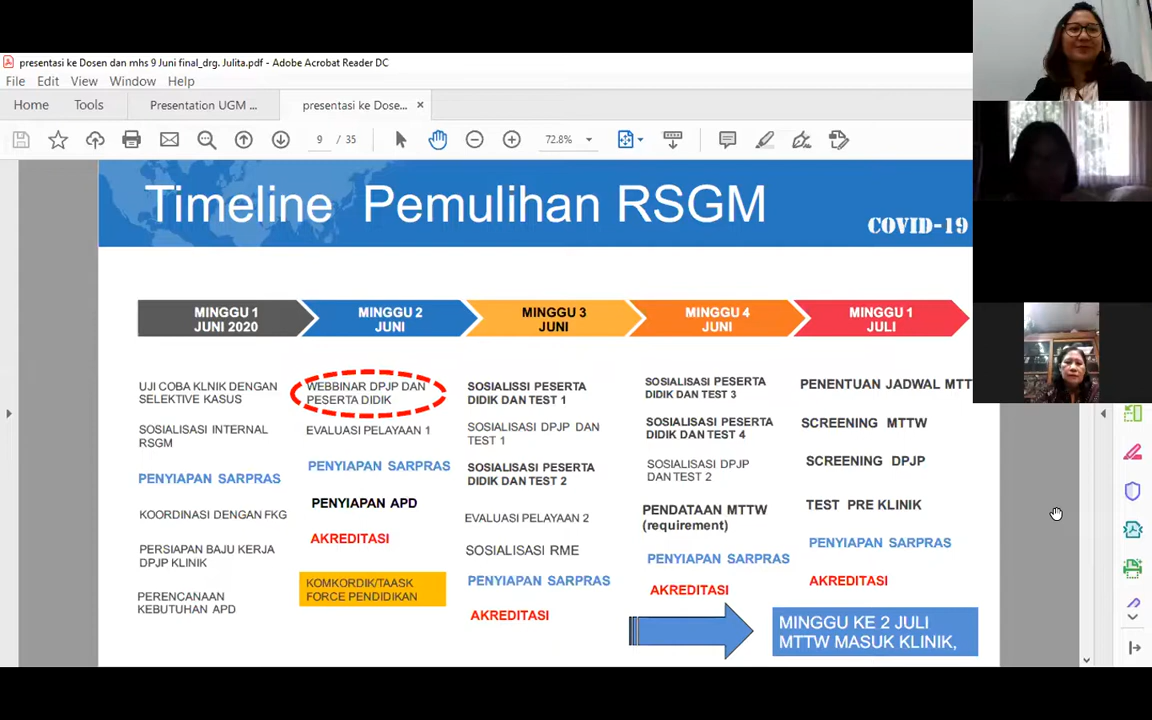 presentasi ke Dosen dan mhs 9 Juni final_drg. Julita.pdf - Adobe Acrobat Reader DC
File Edit View Window Help
Home Tools Presentation UGM ... presentasi ke Dose... ×
9 / 35 72.8%
Timeline Pemulihan RSGM
COVID-19
MINGGU 1
JUNI 2020
MINGGU 2
JUNI
MINGGU 3
JUNI
MINGGU 4
JUNI
MINGGU 1
JULI
UJI COBA KLNIK DENGAN
SELEKTIVE KASUS
SOSIALISASI INTERNAL
RSGM
PENYIAPAN SARPRAS
KOORDINASI DENGAN FKG
PERSIAPAN BAJU KERJA
DPJP KLINIK
PERENCANAAN
KEBUTUHAN APD
WEBBINAR DPJP DAN
PESERTA DIDIK
EVALUASI PELAYAAN 1
PENYIAPAN SARPRAS
PENYIAPAN APD
AKREDITASI
KOMKORDIK/TAASK
FORCE PENDIDIKAN
SOSIALISSI PESERTA
DIDIK DAN TEST 1
SOSIALISASI DPJP DAN
TEST 1
SOSIALISASI PESERTA
DIDIK DAN TEST 2
EVALUASI PELAYAAN 2
SOSIALISASI RME
PENYIAPAN SARPRAS
AKREDITASI
SOSIALISASI PESERTA
DIDIK DAN TEST 3
SOSIALISASI PESERTA
DIDIK DAN TEST 4
SOSIALISASI DPJP
DAN TEST 2
PENDATAAN MTTW
(requirement)
PENYIAPAN SARPRAS
AKREDITASI
PENENTUAN JADWAL MTT
SCREENING MTTW
SCREENING DPJP
TEST PRE KLINIK
PENYIAPAN SARPRAS
AKREDITASI
MINGGU KE 2 JULI
MTTW MASUK KLINIK,